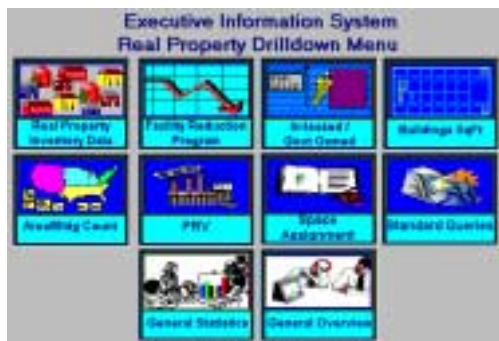 Executive Information System
Real Property Drilldown Menu
Real Property
Inventory Data
Facility Reduction
Program
Inleased /
Govt Owned
Buildings SqFt
Area/Bldg Count
PRV
Space
Assignment
Standard Queries
General Statistics
General Overview